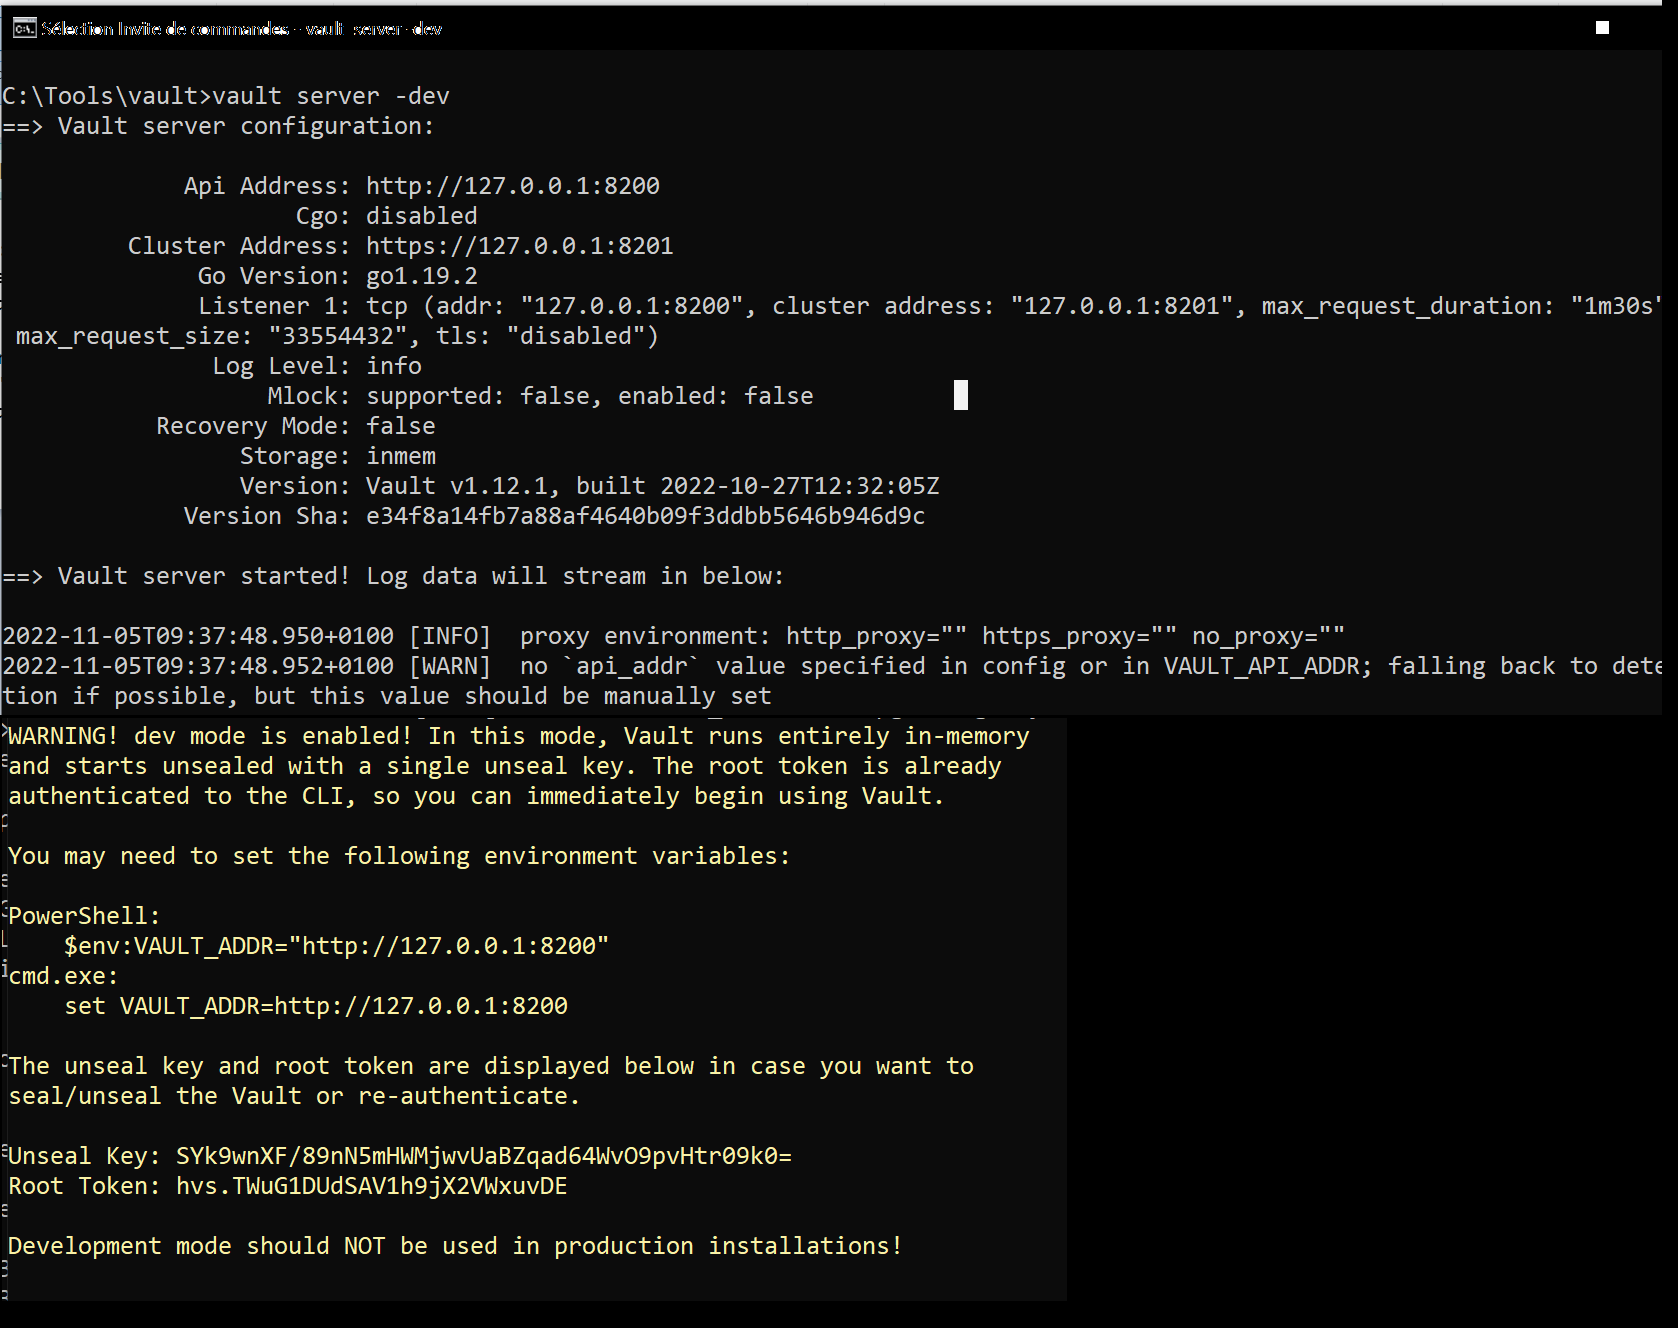 Sélection Invite de commandes - vault server -dev
C:\Tools\vault>vault server -dev
==> Vault server configuration:
Api Address: http://127.0.0.1:8200
Cgo: disabled
Cluster Address: https://127.0.0.1:8201
Go Version: go1.19.2
Listener 1: tcp (addr: "127.0.0.1:8200", cluster address: "127.0.0.1:8201", max_request_duration: "1m30s"
max_request_size: "33554432", tls: "disabled")
Log Level: info
Mlock: supported: false, enabled: false
Recovery Mode: false
Storage: inmem
Version: Vault v1.12.1, built 2022-10-27T12:32:05Z
Version Sha: e34f8a14fb7a88af4640b09f3ddbb5646b946d9c
==> Vault server started! Log data will stream in below:
2022-11-05T09:37:48.950+0100 [INFO]  proxy environment: http_proxy="" https_proxy="" no_proxy=""
2022-11-05T09:37:48.952+0100 [WARN]  no `api_addr` value specified in config or in VAULT_API_ADDR; falling back to dete
tion if possible, but this value should be manually set
WARNING! dev mode is enabled! In this mode, Vault runs entirely in-memory
and starts unsealed with a single unseal key. The root token is already
authenticated to the CLI, so you can immediately begin using Vault.
You may need to set the following environment variables:
PowerShell:
$env:VAULT_ADDR="http://127.0.0.1:8200"
cmd.exe:
set VAULT_ADDR=http://127.0.0.1:8200
The unseal key and root token are displayed below in case you want to
seal/unseal the Vault or re-authenticate.
Unseal Key: SYk9wnXF/89nN5mHWMjwvUaBZqad64WvO9pvHtr09k0=
Root Token: hvs.TWuG1DUdSAV1h9jX2VWxuvDE
Development mode should NOT be used in production installations!